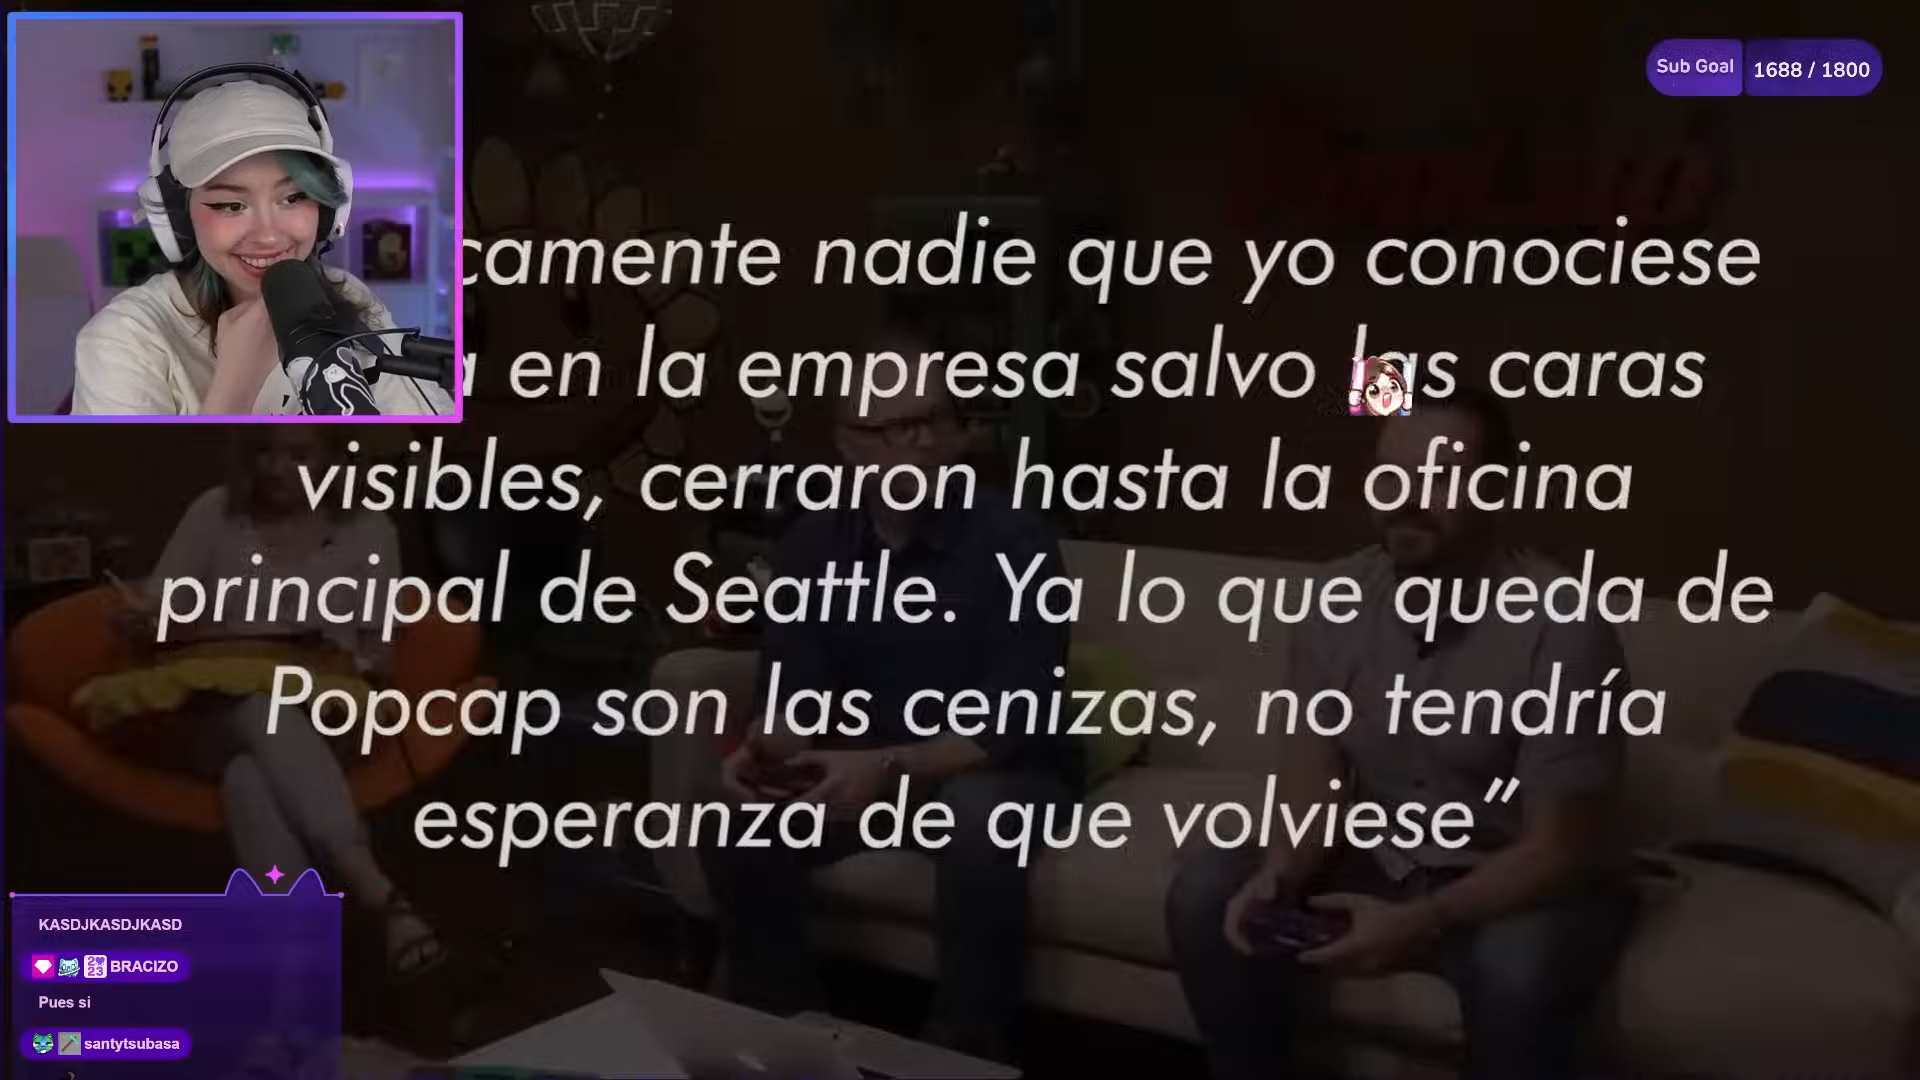 Sub Goal 1688 / 1800
camente nadie que yo conociese
en la empresa salvo las caras
visibles, cerraron hasta la oficina
principal de Seattle. Ya lo que queda de
Popcap son las cenizas, no tendría
esperanza de que volviese”
KASDJKASDJKASD
BRACIZO
Pues si
santytsubasa